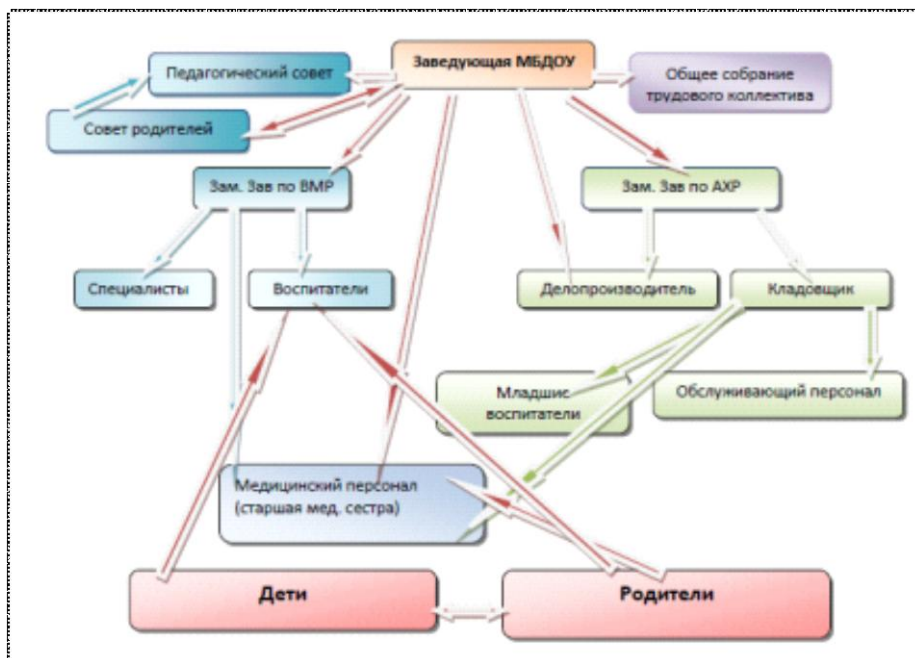 Заведующая МБДОУ
Педагогический совет
Общее собрание
трудового коллектива
Совет родителей
Зам. Зав по ВМР
Зам. Зав по АХР
Специалисты
Воспитатели
Делопроизводитель
Кладовщик
Младшие
воспитатели
Обслуживающий персонал
Медицинский персонал
(старшая мед. сестра)
Дети
Родители